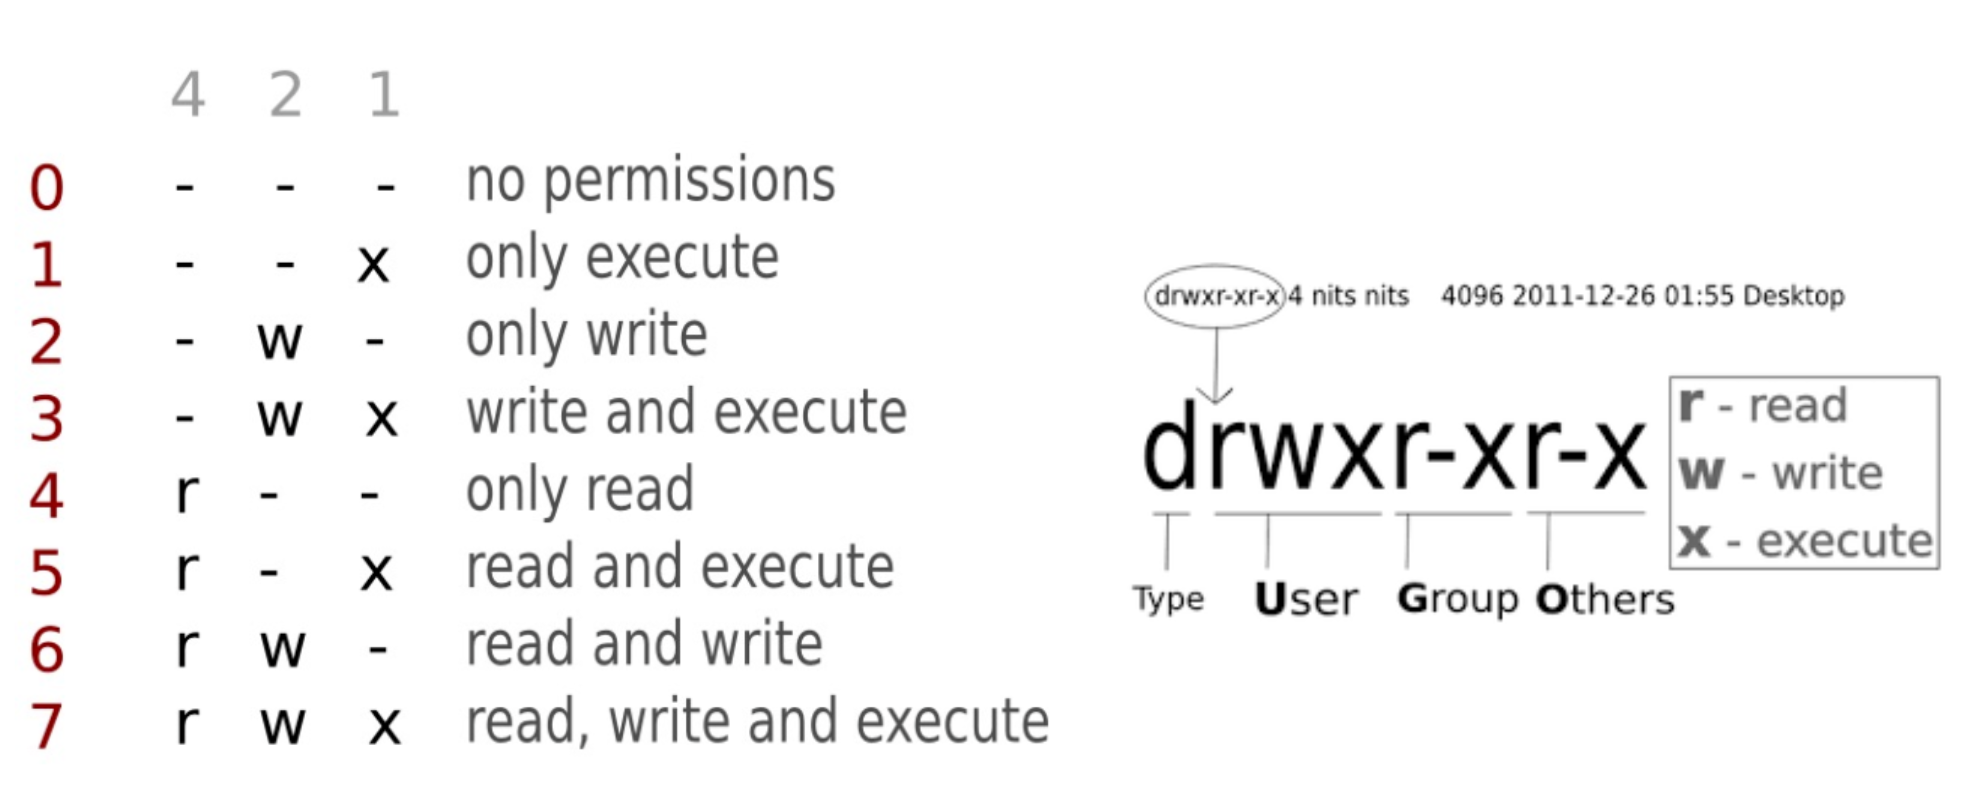 4 2 1
0 - - - no permissions
1 - - x only execute
2 - w - only write
3 - w x write and execute
4 r - - only read
5 r - x read and execute
6 r w - read and write
7 r w x read, write and execute
drwxr-xr-x 4 nits nits 4096 2011-12-26 01:55 Desktop
drwxr-xr-x
Type User Group Others
r - read
w - write
x - execute